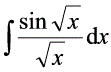 ∫ sin √x / √x dx